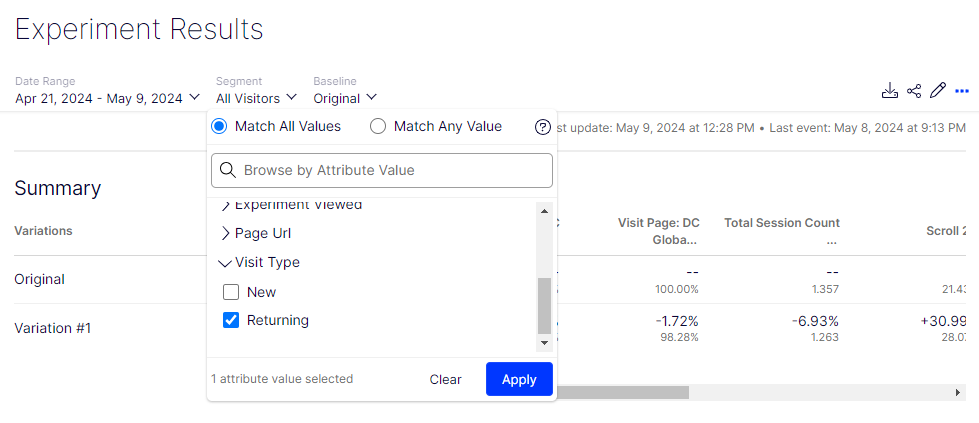 Experiment Results
Date Range
Segment
Baseline
Apr 21, 2024 - May 9, 2024
All Visitors
Original
Match All Values
Match Any Value
st update: May 9, 2024 at 12:28 PM • Last event: May 8, 2024 at 9:13 PM
Browse by Attribute Value
Summary
Experiment Viewed
Variations
Page Url
Visit Page: DC
Globa...
Total Session Count
...
Scroll 2
Visit Type
Original
New
--
100.00%
--
1.357
21.43
Variation #1
Returning
-1.72%
98.28%
-6.93%
1.263
+30.99
28.07
1 attribute value selected
Clear
Apply